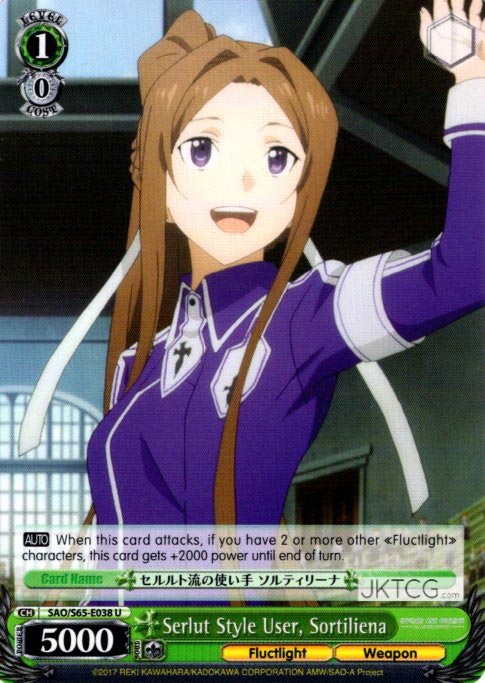 LEVEL
1
0
COST
AUTO When this card attacks, if you have 2 or more other «Fluctlight»
characters, this card gets +2000 power until end of turn.
Card Name セルルト流の使い手 ソルティリーナ
JKTCG.COM
CH SAO/S65-E038 U
POWER 5000 SOUL Serlut Style User, Sortiliena
Fluctlight Weapon
©2017 REKI KAWAHARA/KADOKAWA CORPORATION AMW/SAO-A Project